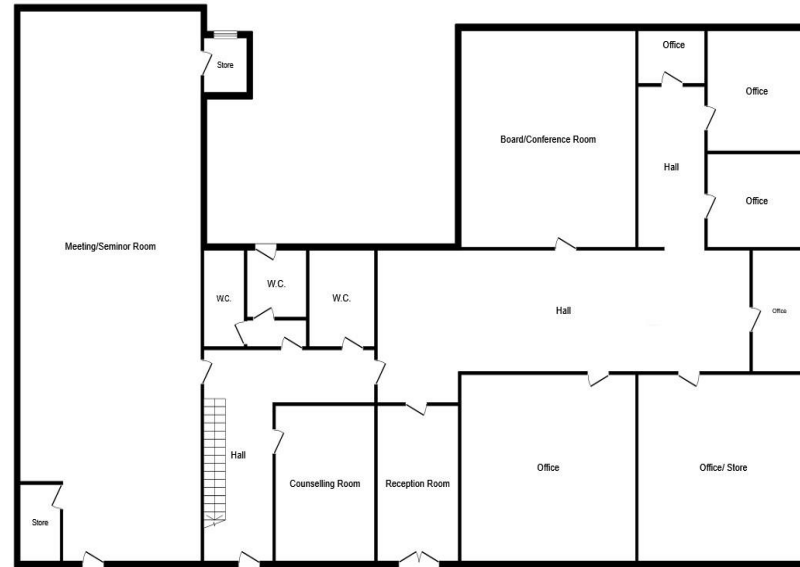 Office
Store
Office
Board/Conference Room
Hall
Office
Meeting/Seminor Room
W.C.
W.C.
W.C.
Hall
Office
Hall
Counselling Room
Reception Room
Office
Office/ Store
Store